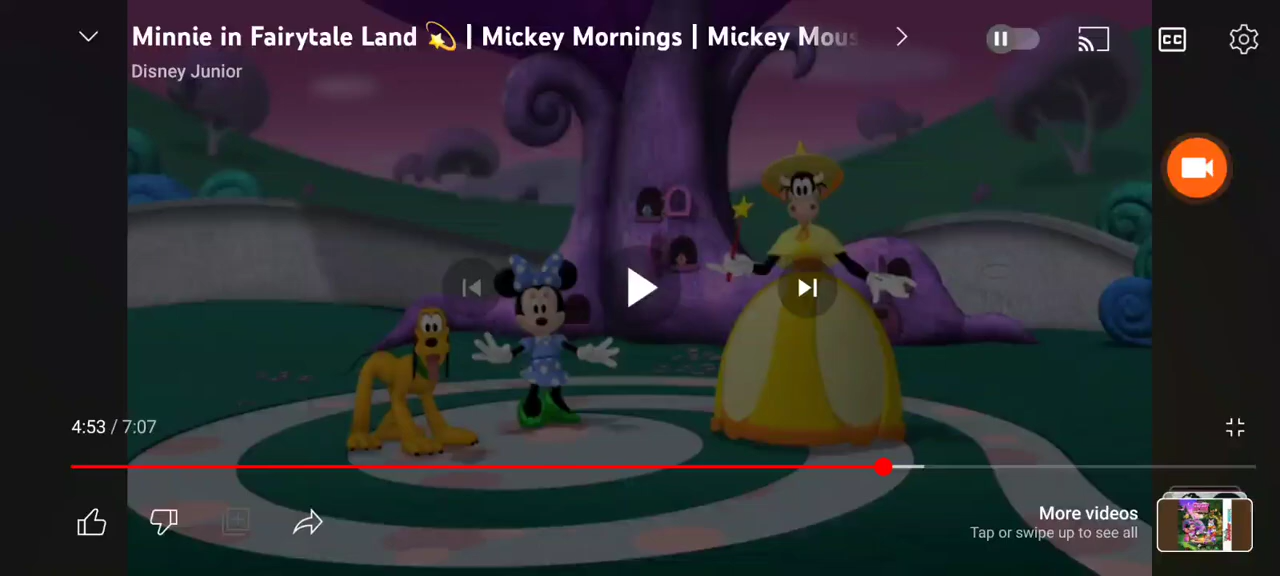 Minnie in Fairytale Land 💫 | Mickey Mornings | Mickey Mous
Disney Junior
CC
4:53 / 7:07
More videos
Tap or swipe up to see all